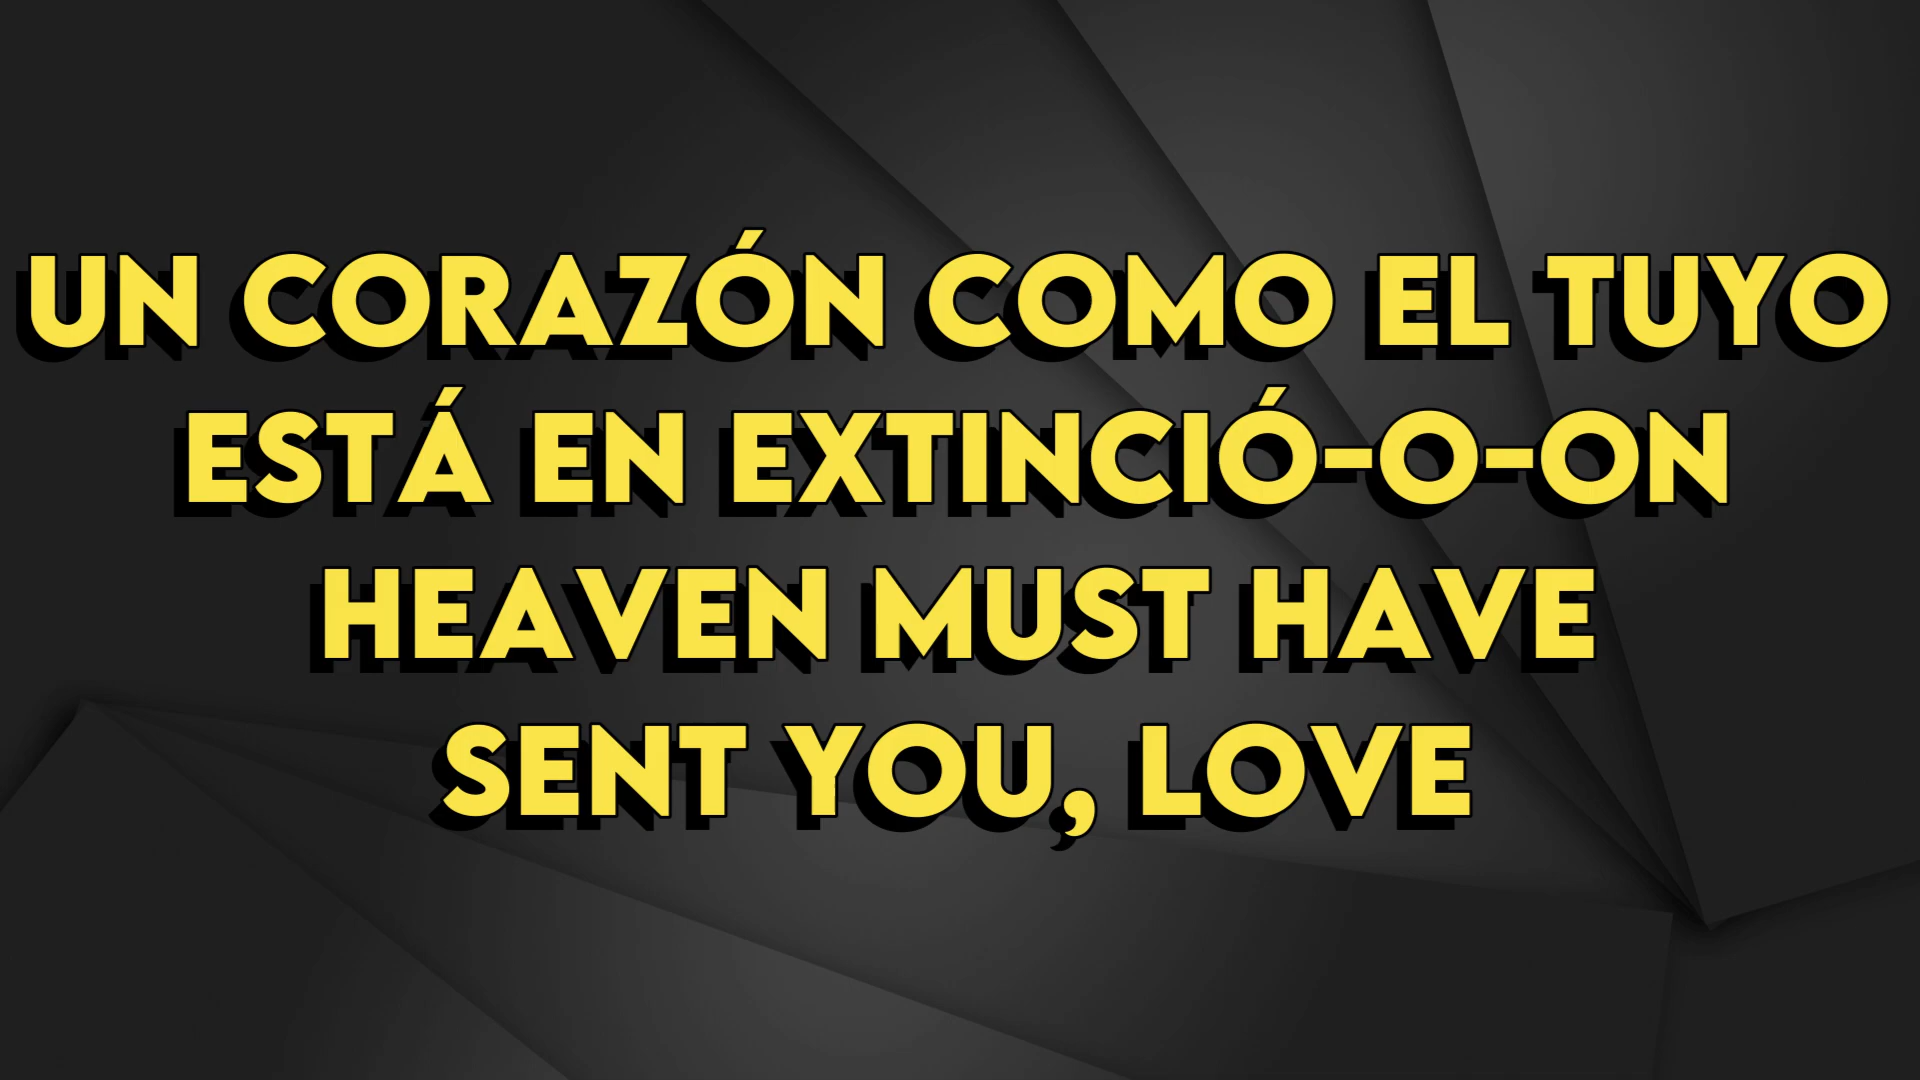 UN CORAZÓN COMO EL TUYO
ESTÁ EN EXTINCIÓ-O-ON
HEAVEN MUST HAVE
SENT YOU, LOVE